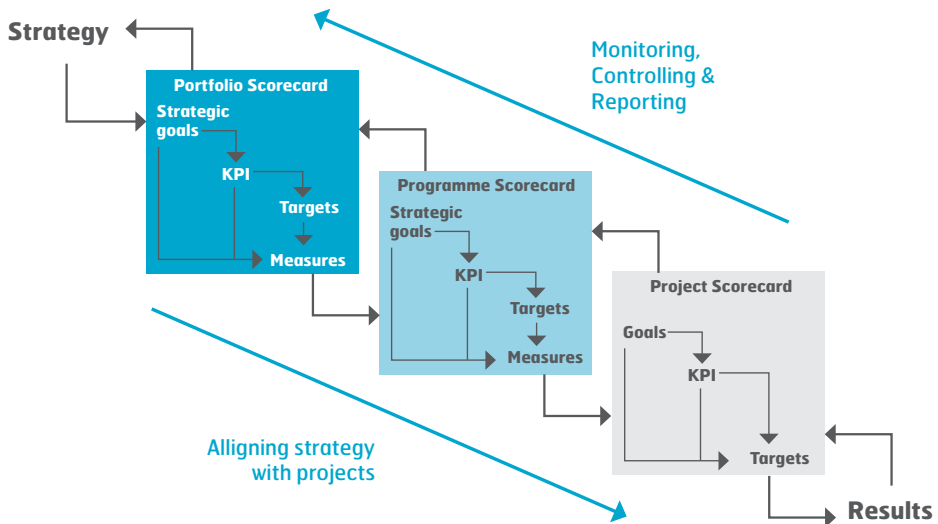 Strategy
Monitoring,
Controlling &
Reporting
Portfolio Scorecard
Strategic
goals
KPI
Targets
Measures
Programme Scorecard
Strategic
goals
KPI
Targets
Measures
Project Scorecard
Goals
KPI
Targets
Alligning strategy
with projects
Results